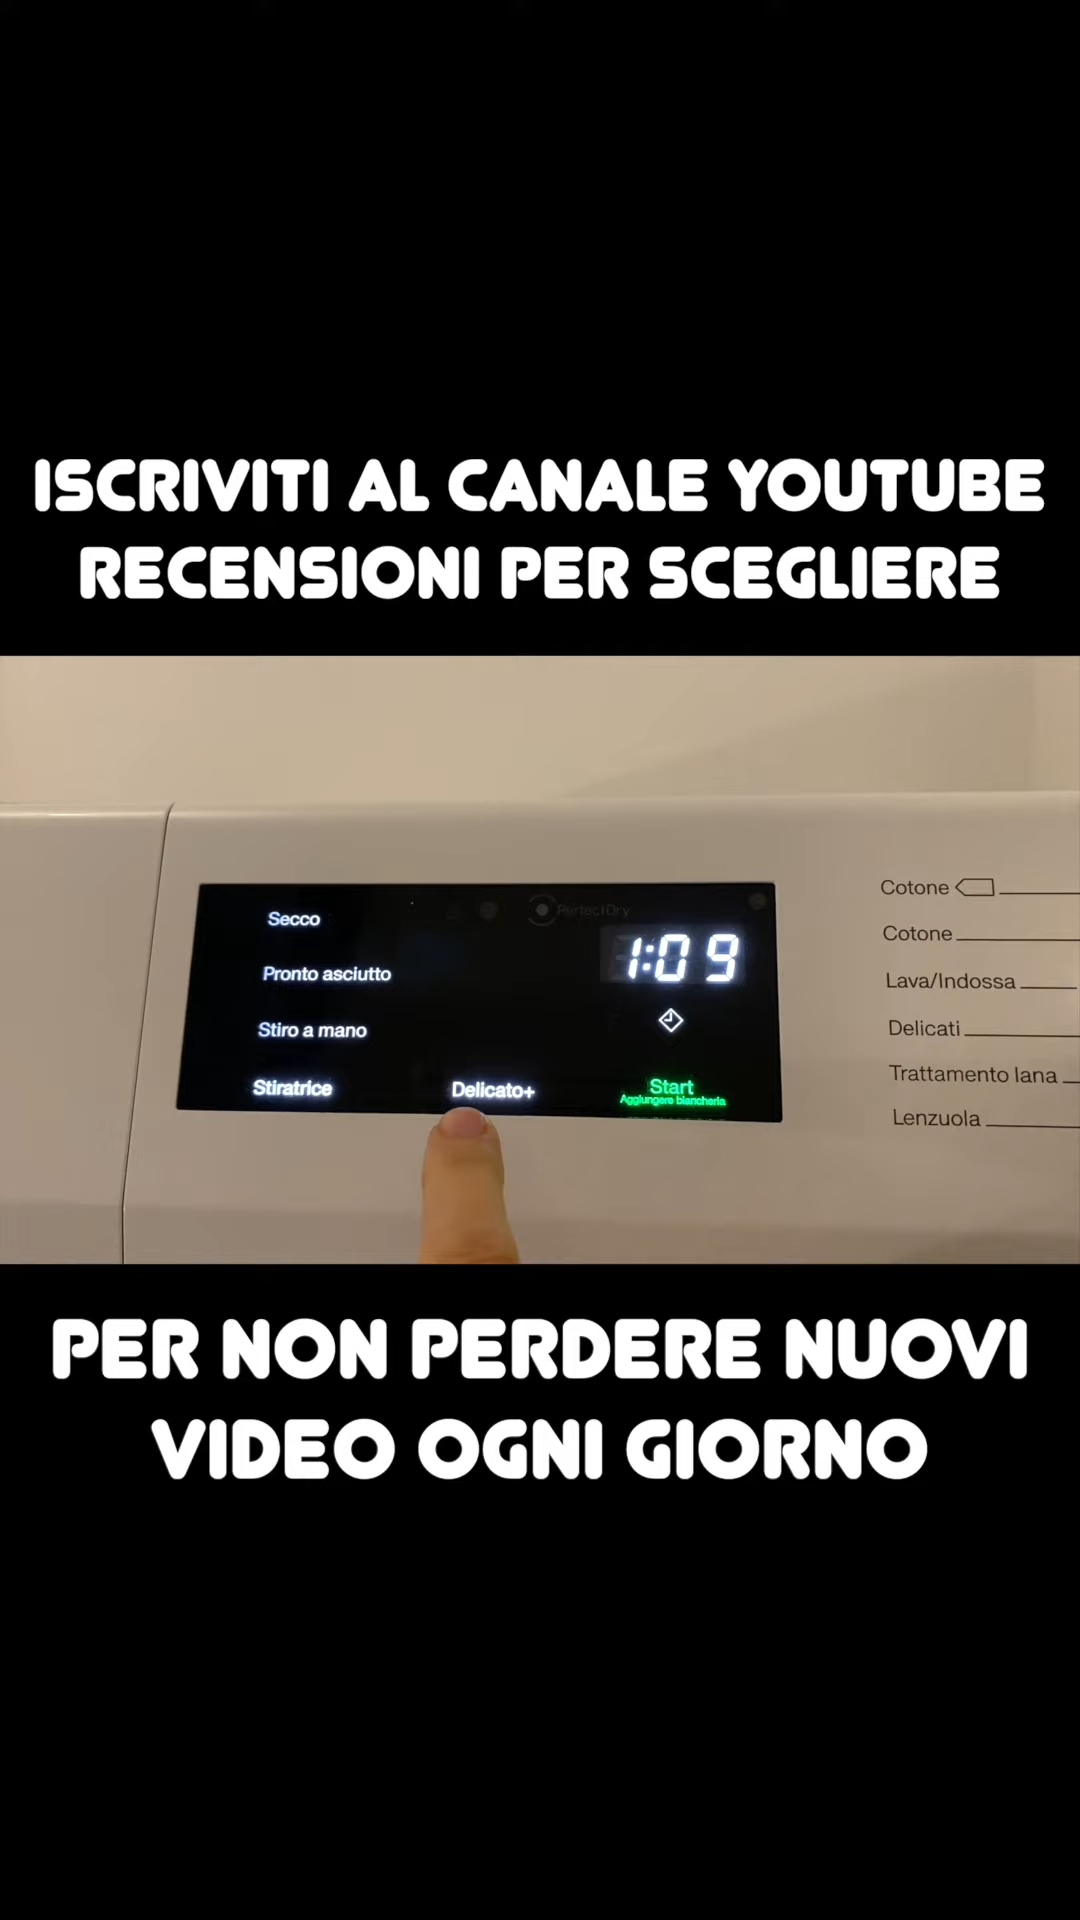 ISCRIVITI AL CANALE YOUTUBE
RECENSIONI PER SCEGLIERE
PerfectDry
Secco
1:09
Pronto asciutto
Stiro a mano
Stiratrice
Delicato+
Start
Aggiungere biancheria
Cotone
Cotone
Lava/Indossa
Delicati
Trattamento lana
Lenzuola
PER NON PERDERE NUOVI
VIDEO OGNI GIORNO